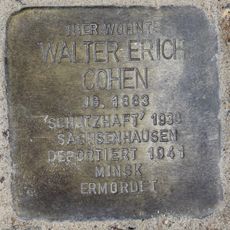 HIER WOHNTE
WALTER ERICH
COHEN
JG. 1883
'SCHUTZHAFT' 1938
SACHSENHAUSEN
DEPORTIERT 1941
MINSK
ERMORDET